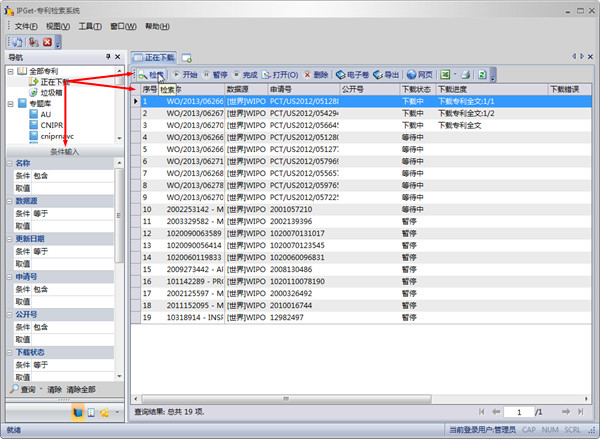 IPGet-专利检索系统
文件(F) 视图(V) 工具(T) 窗口(W) 帮助(H)
导航
正在下载
全部专利
正在下载
垃圾箱
专题库
AU
CNIPR
cniprnavc
条件输入
名称
条件 包含
取值
数据源
条件 等于
取值
更新日期
条件 等于
取值
申请号
条件 包含
取值
公开号
条件 包含
取值
下载状态
条件 等于
取值
查询 清除 清除全部
检索 开始 暂停 完成 打开(O) 删除 电子卷 导出 网页
序号 检索 数据源 申请号 公开号 下载状态 下载进度 下载错误
1 WO/2013/06266 [世界]WIPO PCT/US2012/051288 下载中 下载专利全文:1/1
2 WO/2013/06267 [世界]WIPO PCT/US2012/054294 下载中 下载专利全文:1/2
3 WO/2013/06270 [世界]WIPO PCT/US2012/056645 下载中 下载专利全文
4 WO/2013/06266 [世界]WIPO PCT/US2012/051282 等待中
5 WO/2013/06266 [世界]WIPO PCT/US2012/051277 等待中
6 WO/2013/06271 [世界]WIPO PCT/US2012/057969 等待中
7 WO/2013/06268 [世界]WIPO PCT/US2012/055657 等待中
8 WO/2013/06270 [世界]WIPO PCT/US2012/059765 等待中
9 WO/2013/06270 [世界]WIPO PCT/US2012/057225 等待中
10 2002253142 - M [世界]WIPO 2001057210 等待中
11 2003329582 - M [世界]WIPO 2002139396 暂停
12 1020090063589 [世界]WIPO 1020070131017 暂停
13 1020090056414 [世界]WIPO 1020070123545 暂停
14 1020060119833 [世界]WIPO 1020060096831 暂停
15 2009273442 - AI [世界]WIPO 2008130486 暂停
16 101142289 - PRO [世界]WIPO 1020110078190 暂停
17 2002125597 - M [世界]WIPO 2000326492 暂停
18 2011152095 - M [世界]WIPO 2010016744 暂停
19 10318914 - INSP [世界]WIPO 12982497 暂停
查询结果: 总共 19 项.
1 /1
就绪
当前登录用户:管理员 CAP NUM SCRL